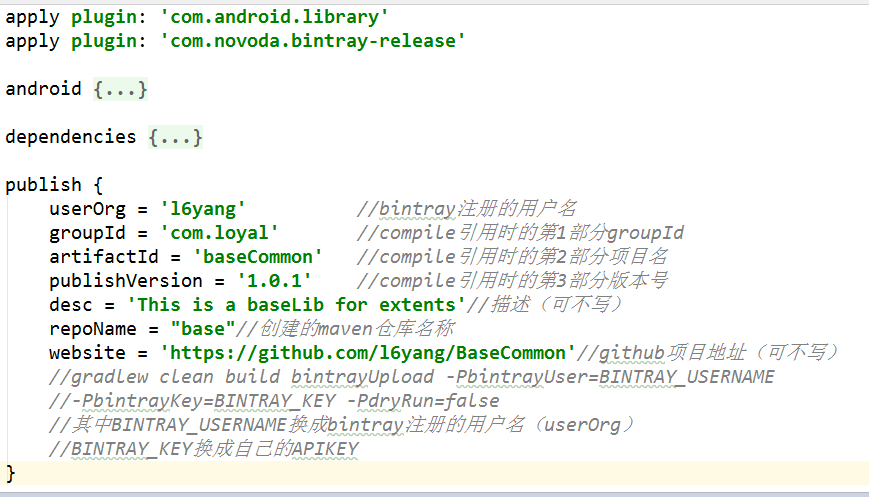 apply plugin: 'com.android.library'
apply plugin: 'com.novoda.bintray-release'
android {...}
dependencies {...}
publish {
userOrg = 'l6yang' //bintray注册的用户名
groupId = 'com.loyal' //compile引用时的第1部分groupId
artifactId = 'baseCommon' //compile引用时的第2部分项目名
publishVersion = '1.0.1' //compile引用时的第3部分版本号
desc = 'This is a baseLib for extents'//描述（可不写）
repoName = "base"//创建的maven仓库名称
website = 'https://github.com/l6yang/BaseCommon'//github项目地址（可不写）
//gradlew clean build bintrayUpload -PbintrayUser=BINTRAY_USERNAME
//-PbintrayKey=BINTRAY_KEY -PdryRun=false
//其中BINTRAY_USERNAME换成bintray注册的用户名（userOrg）
//BINTRAY_KEY换成自己的APIKEY
}